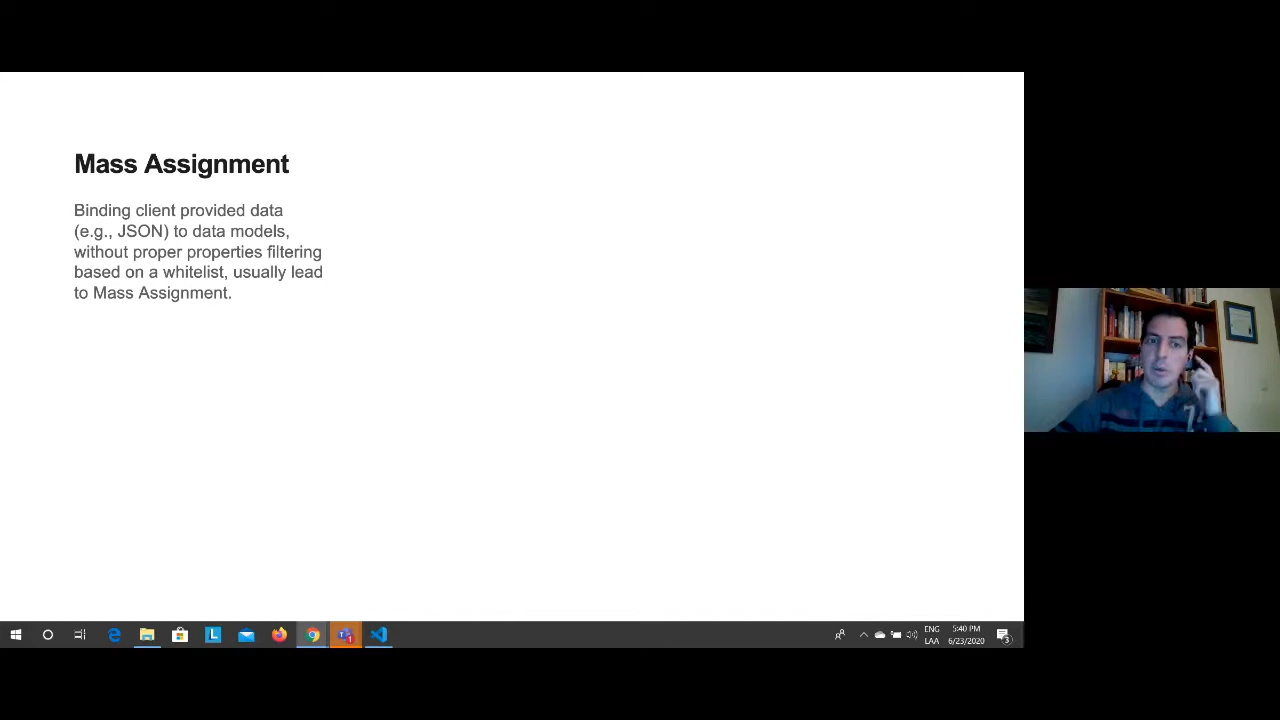 Mass Assignment
Binding client provided data
(e.g., JSON) to data models,
without proper properties filtering
based on a whitelist, usually lead
to Mass Assignment.
ENG
LAA
5:40 PM
6/23/2020
3